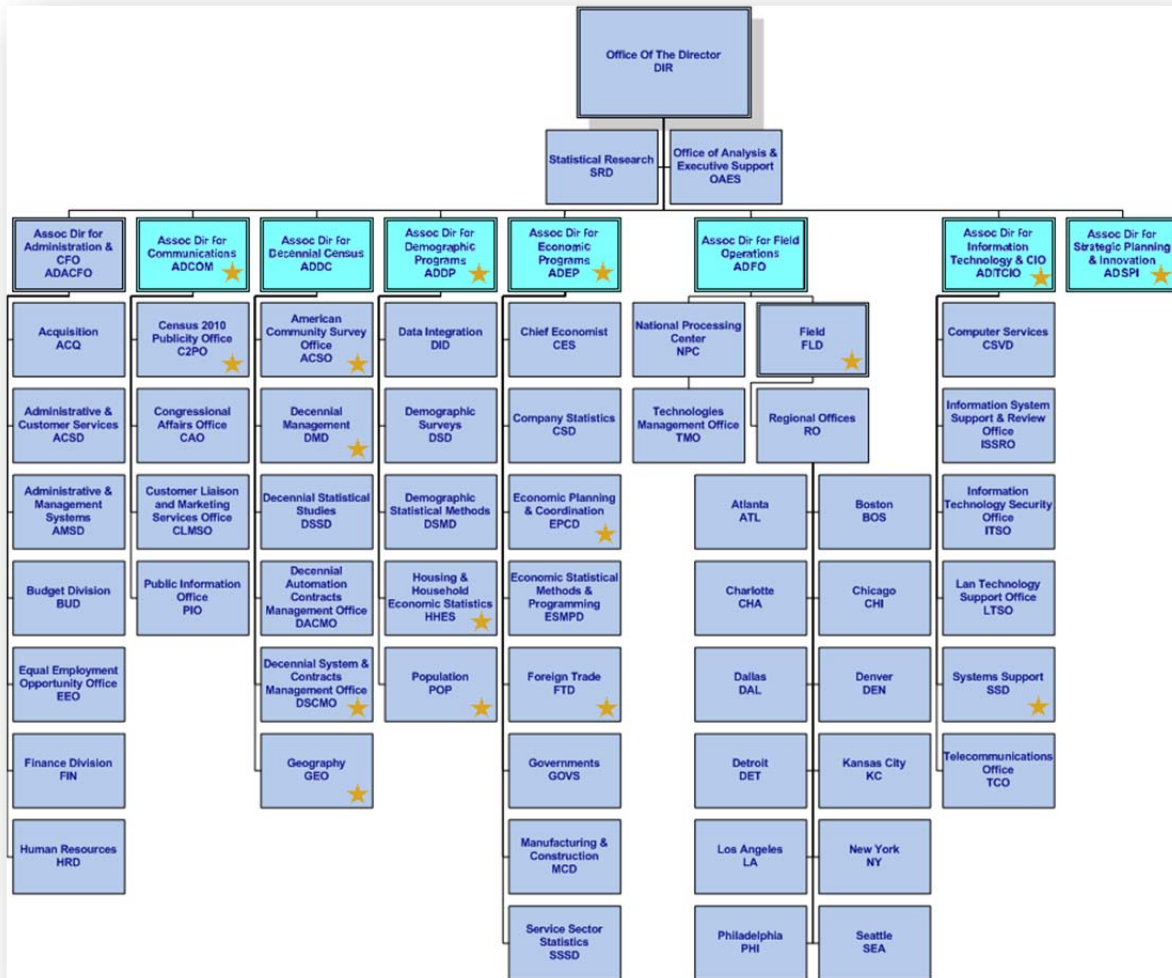 Office Of The Director
DIR
Statistical Research
SRD
Office of Analysis &
Executive Support
OAES
Assoc Dir for
Administration &
CFO
ADACFO
Assoc Dir for
Communications
ADCOM
Assoc Dir for
Decennial Census
ADDC
Assoc Dir for
Demographic
Programs
ADDP
Assoc Dir for
Economic
Programs
ADEP
Assoc Dir for Field
Operations
ADFO
Assoc Dir for
Information
Technology & CIO
ADITCIO
Assoc Dir for
Strategic Planning
& Innovation
ADSPI
Acquisition
ACQ
Administrative &
Customer Services
ACSD
Administrative &
Management
Systems
AMSD
Budget Division
BUD
Equal Employment
Opportunity Office
EEO
Finance Division
FIN
Human Resources
HRD
Census 2010
Publicity Office
C2PO
Congressional
Affairs Office
CAO
Customer Liaison
and Marketing
Services Office
CLMSO
Public Information
Office
PIO
American
Community Survey
Office
ACSO
Decennial
Management
DMD
Decennial Statistical
Studies
DSSD
Decennial
Automation
Contracts
Management Office
DACMO
Decennial System &
Contracts
Management Office
DSCMO
Geography
GEO
Data Integration
DID
Demographic
Surveys
DSD
Demographic
Statistical Methods
DSMD
Housing &
Household
Economic Statistics
HHES
Population
POP
Chief Economist
CES
Company Statistics
CSD
Economic Planning
& Coordination
EPCD
Economic Statistical
Methods &
Programming
ESMPD
Foreign Trade
FTD
Governments
GOVS
Manufacturing &
Construction
MCD
Service Sector
Statistics
SSSD
National Processing
Center
NPC
Technologies
Management Office
TMO
Field
FLD
Regional Offices
RO
Atlanta
ATL
Boston
BOS
Charlotte
CHA
Chicago
CHI
Dallas
DAL
Denver
DEN
Detroit
DET
Kansas City
KC
Los Angeles
LA
New York
NY
Philadelphia
PHI
Seattle
SEA
Computer Services
CSVD
Information System
Support & Review
Office
ISSRO
Information
Technology Security
Office
ITSO
Lan Technology
Support Office
LTSO
Systems Support
SSD
Telecommunications
Office
TCO